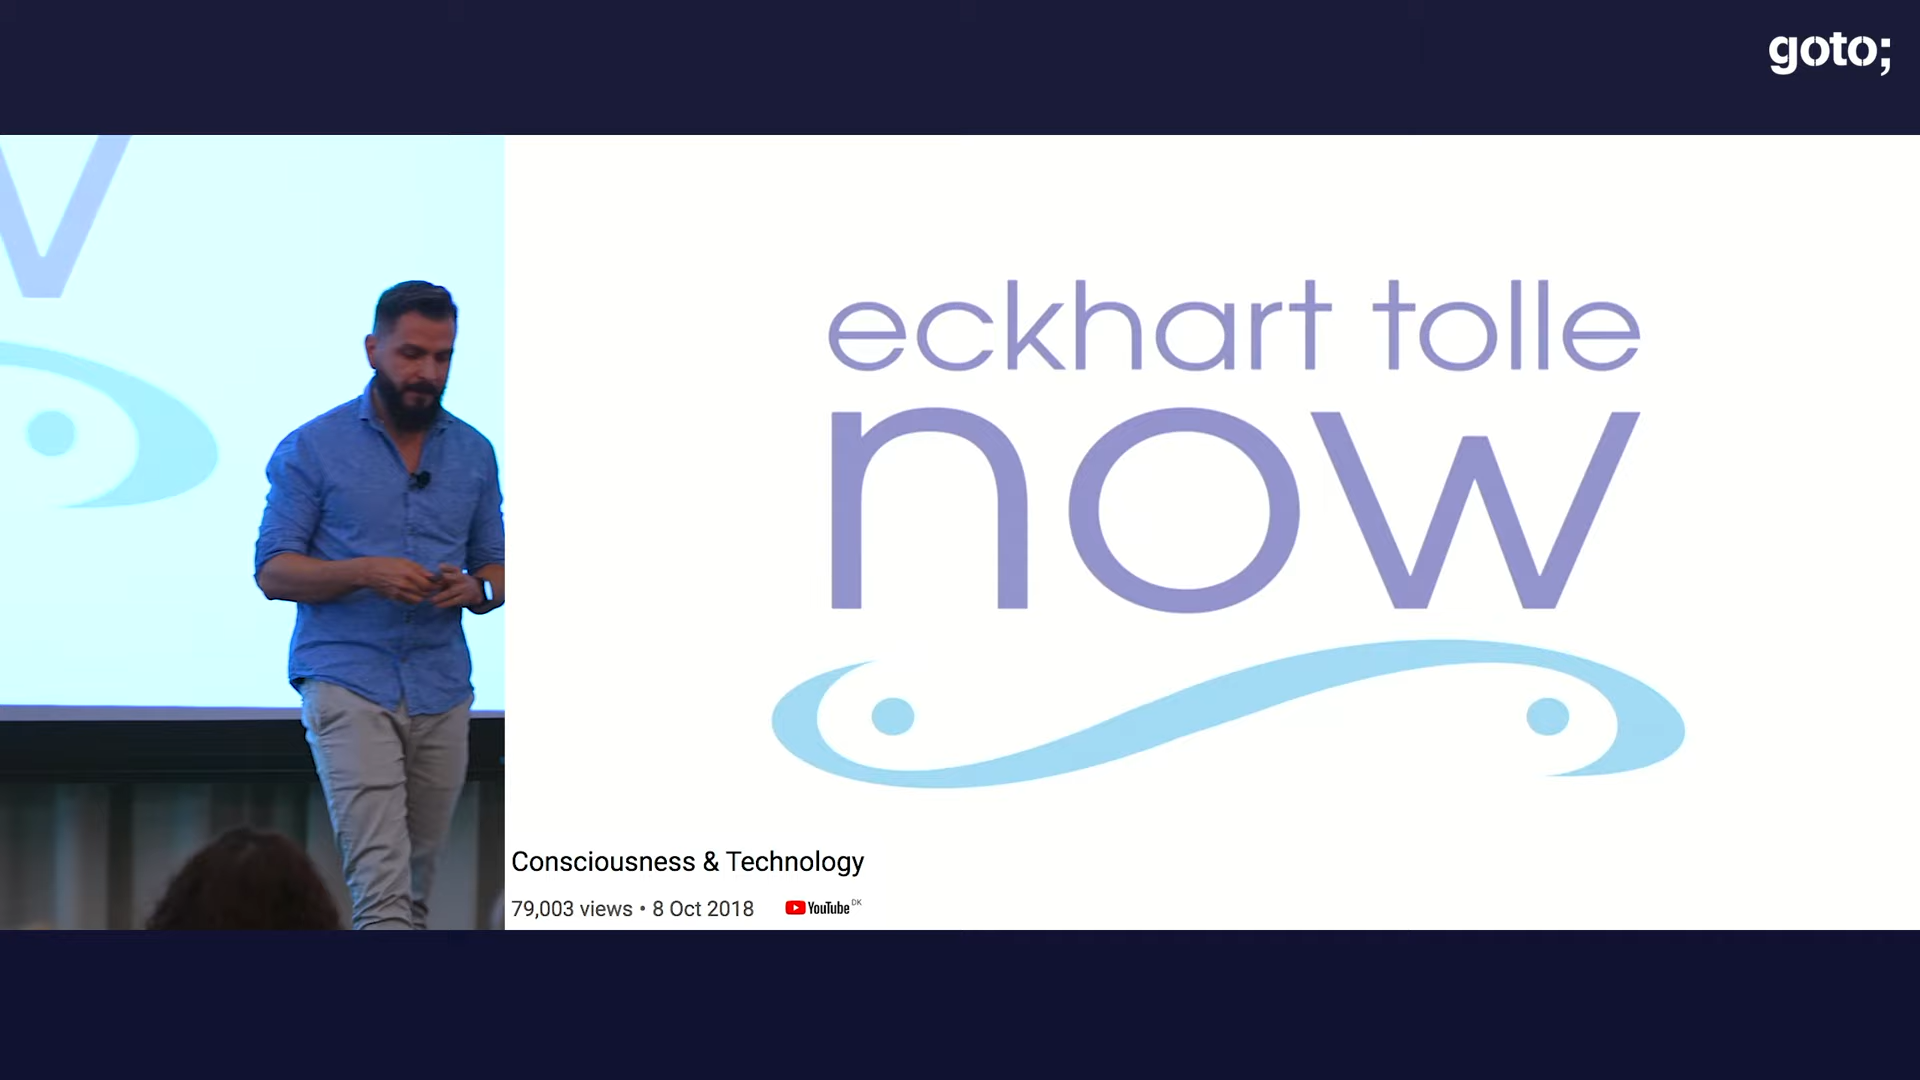 goto;
eckhart tolle
now
Consciousness & Technology
79,003 views • 8 Oct 2018 YouTube DK